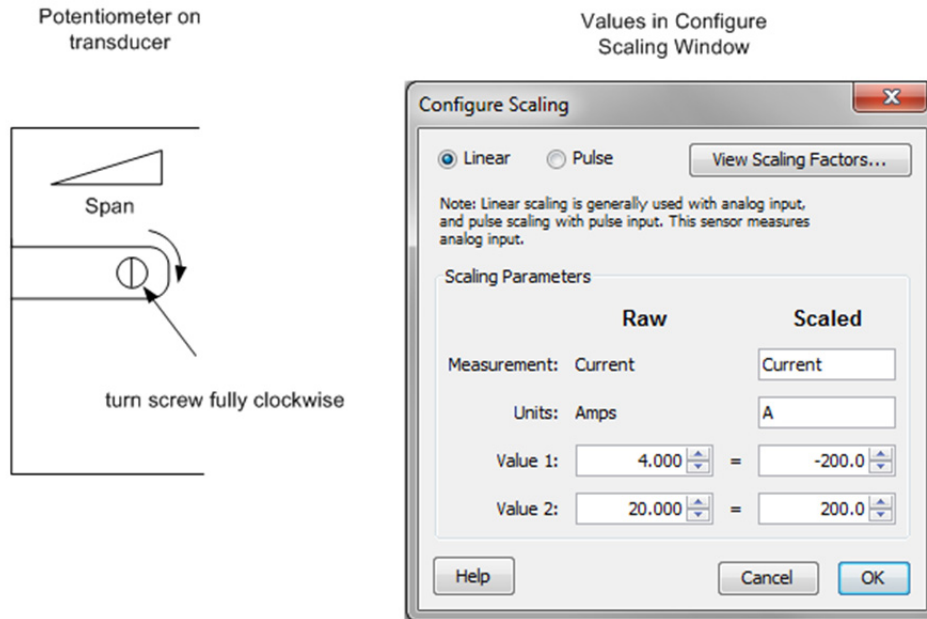 Potentiometer on
transducer
Span
turn screw fully clockwise
Values in Configure
Scaling Window
Configure Scaling
Linear
Pulse
View Scaling Factors...
Note: Linear scaling is generally used with analog input,
and pulse scaling with pulse input. This sensor measures
analog input.
Scaling Parameters
Raw Scaled
Measurement: Current Current
Units: Amps A
Value 1: 4.000 = -200.0
Value 2: 20.000 = 200.0
Help Cancel OK